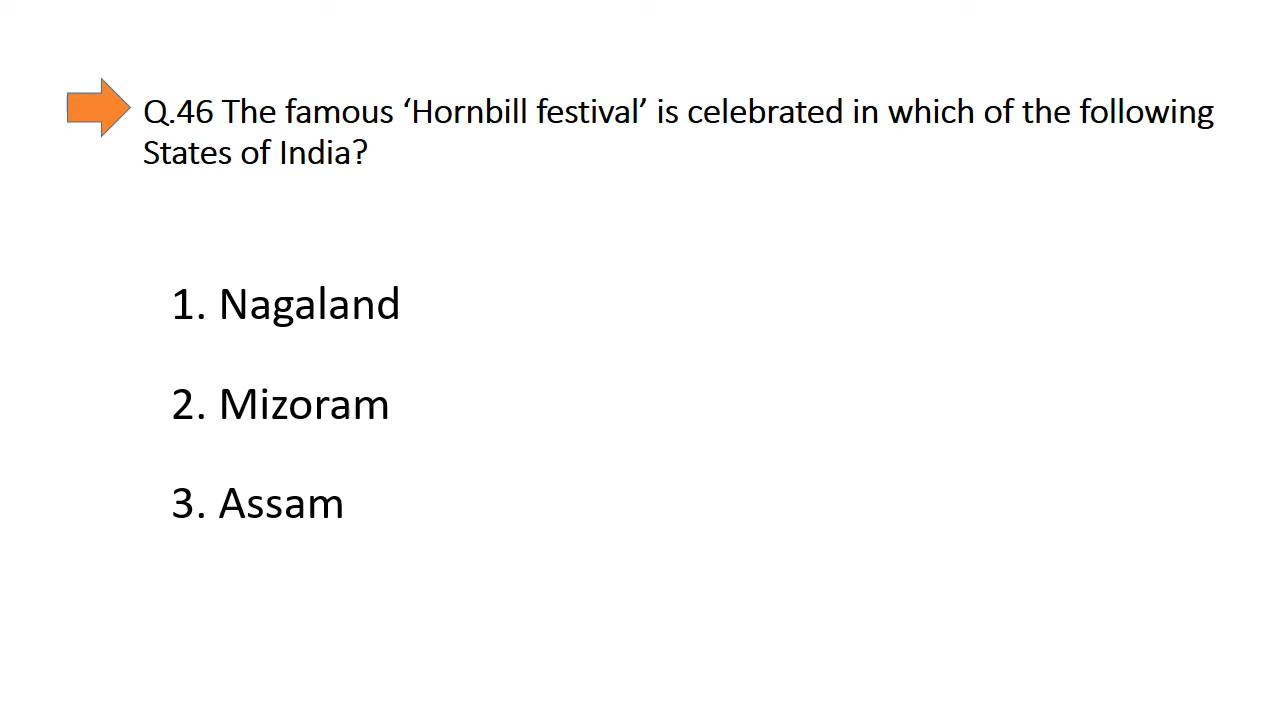 Q.46 The famous ‘Hornbill festival’ is celebrated in which of the following
States of India?
1. Nagaland
2. Mizoram
3. Assam